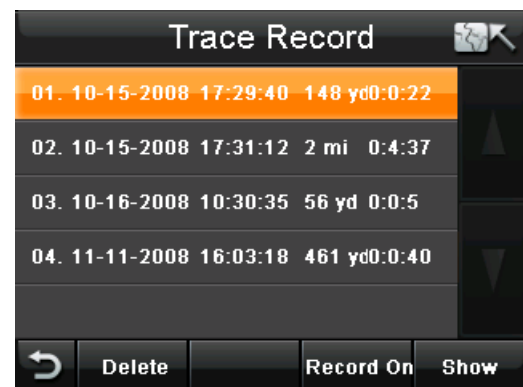 Trace Record
01. 10-15-2008 17:29:40 148 yd0:0:22
02. 10-15-2008 17:31:12 2 mi 0:4:37
03. 10-16-2008 10:30:35 56 yd 0:0:5
04. 11-11-2008 16:03:18 461 yd0:0:40
Delete Record On Show